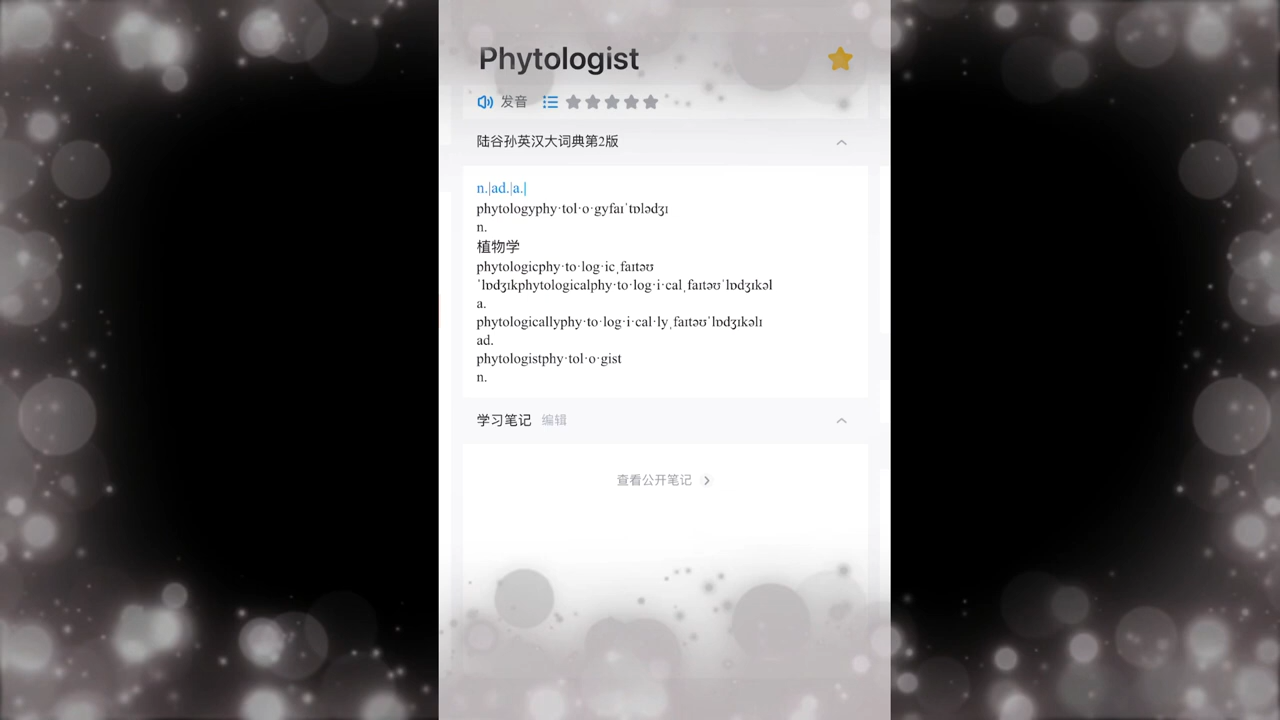 Phytologist
发音
陆谷孙英汉大词典第2版
n.|ad.|a.|
phytologyphy·tol·o·gyfaɪˈtɒlədʒɪ
n.
植物学
phytologicphy·to·log·icˌfaɪtəʊ
ˈlɒdʒɪkphytologicalphy·to·log·i·calˌfaɪtəʊˈlɒdʒɪkəl
a.
phytologicallyphy·to·log·i·cal·lyˌfaɪtəʊˈlɒdʒɪkəlɪ
ad.
phytologistphy·tol·o·gist
n.
学习笔记 编辑
查看公开笔记